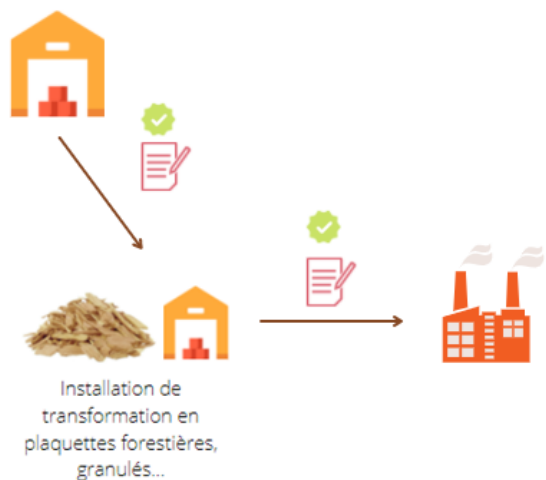 Installation de
transformation en
plaquettes forestières,
granulés...